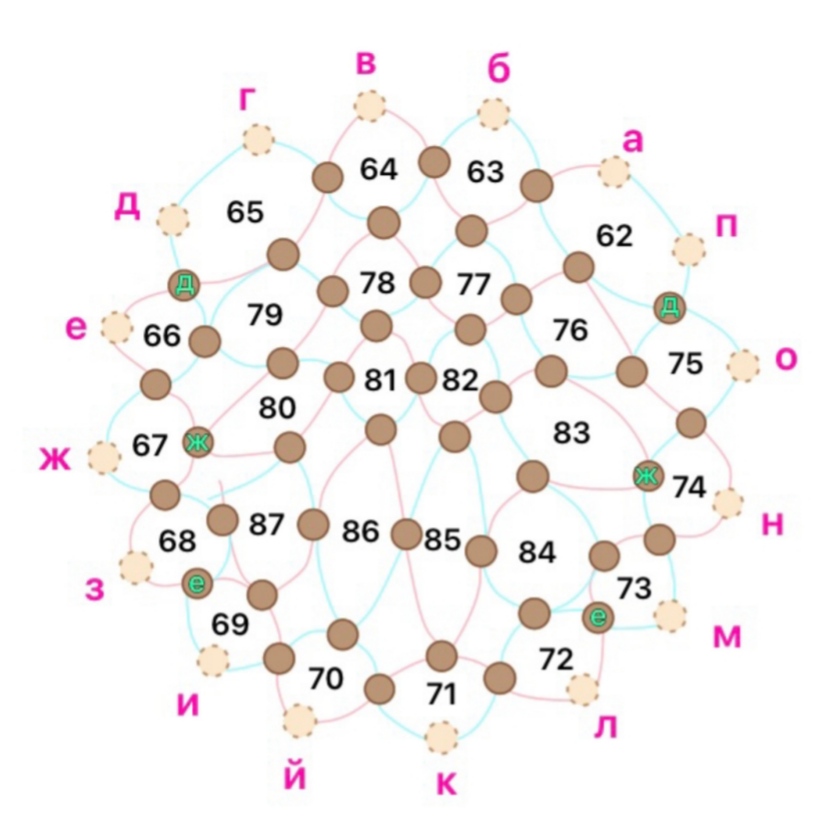 в б
г а
64 63
Д 65 62 п
Д 78 77 Д
е 66 79 76 75 о
81 82
80 83
ж 67 ж ж 74
87 86 85 84 н
68
з е 73
69 е м
72
и 70 71 л
й к